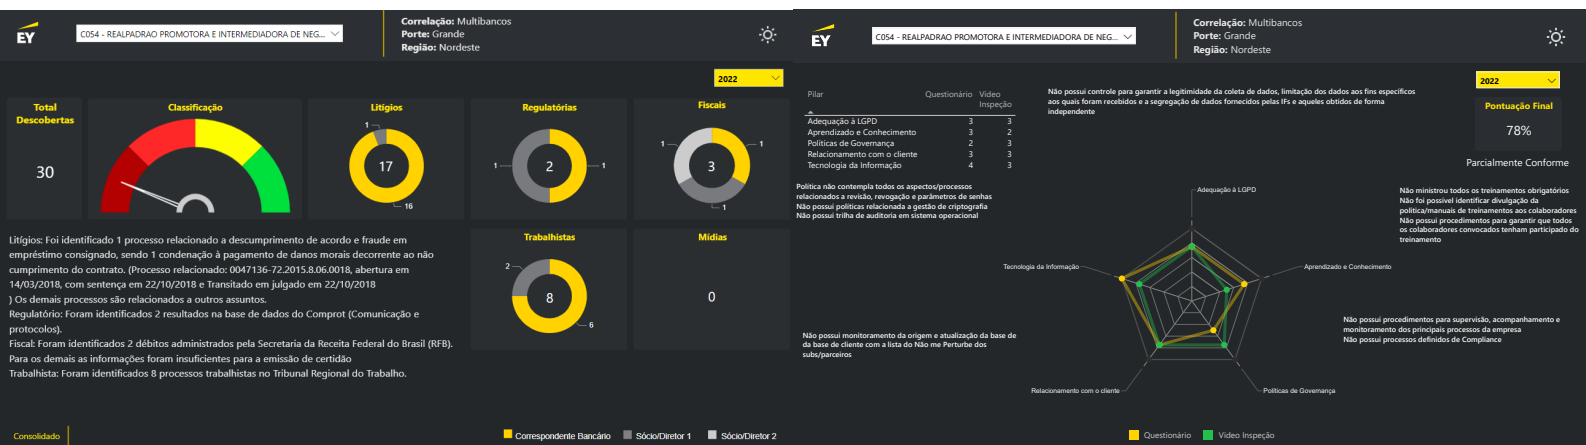 EY
C054 - REALPADRAO PROMOTORA E INTERMEDIADORA DE NEG...
Correlação: Multibancos
Porte: Grande
Região: Nordeste
2022
Total
Descobertas
30
Classificação
Litígios
1
17
16
Regulatórias
1
2
1
Fiscais
1
1
3
1
Litígios: Foi identificado 1 processo relacionado a descumprimento de acordo e fraude em
empréstimo consignado, sendo 1 condenação à pagamento de danos morais decorrente ao não
cumprimento do contrato. (Processo relacionado: 0047136-72.2015.8.06.0018, abertura em
14/03/2018, com sentença em 22/10/2018 e Transitado em julgado em 22/10/2018
) Os demais processos são relacionados a outros assuntos.
Regulatório: Foram identificados 2 resultados na base de dados do Comprot (Comunicação e
protocolos).
Fiscal: Foram identificados 2 débitos administrados pela Secretaria da Receita Federal do Brasil (RFB).
Para os demais as informações foram insuficientes para a emissão de certidão
Trabalhista: Foram identificados 8 processos trabalhistas no Tribunal Regional do Trabalho.
Trabalhistas
2
8
6
Mídias
0
Consolidado
Correspondente Bancário
Sócio/Diretor 1
Sócio/Diretor 2
EY
C054 - REALPADRAO PROMOTORA E INTERMEDIADORA DE NEG...
Correlação: Multibancos
Porte: Grande
Região: Nordeste
2022
Pontuação Final
78%
Parcialmente Conforme
Pilar Questionário Video
Inspeção
Adequação à LGPD 3 3
Aprendizado e Conhecimento 3 2
Políticas de Governança 2 3
Relacionamento com o cliente 3 3
Tecnologia da Informação 4 3
Não possui controle para garantir a legitimidade da coleta de dados, limitação dos dados aos fins específicos
aos quais foram recebidos e a segregação de dados fornecidos pelas IFs e aqueles obtidos de forma
independente
Política não contempla todos os aspectos/processos
relacionados a revisão, revogação e parâmetros de senhas
Não possui políticas relacionada a gestão de criptografia
Não possui trilha de auditoria em sistema operacional
Não ministrou todos os treinamentos obrigatórios
Não foi possível identificar divulgação da
política/manuais de treinamentos aos colaboradores
Não possui procedimentos para garantir que todos
os colaboradores convocados tenham participado do
treinamento
Adequação à LGPD
Tecnologia da Informação
Aprendizado e Conhecimento
Não possui procedimentos para supervisão, acompanhamento e
monitoramento dos principais processos da empresa
Não possui processos definidos de Compliance
Não possui monitoramento da origem e atualização da base de
da base de cliente com a lista do Não me Perturbe dos
subs/parceiros
Relacionamento com o cliente
Políticas de Governança
Questionário
Video Inspeção